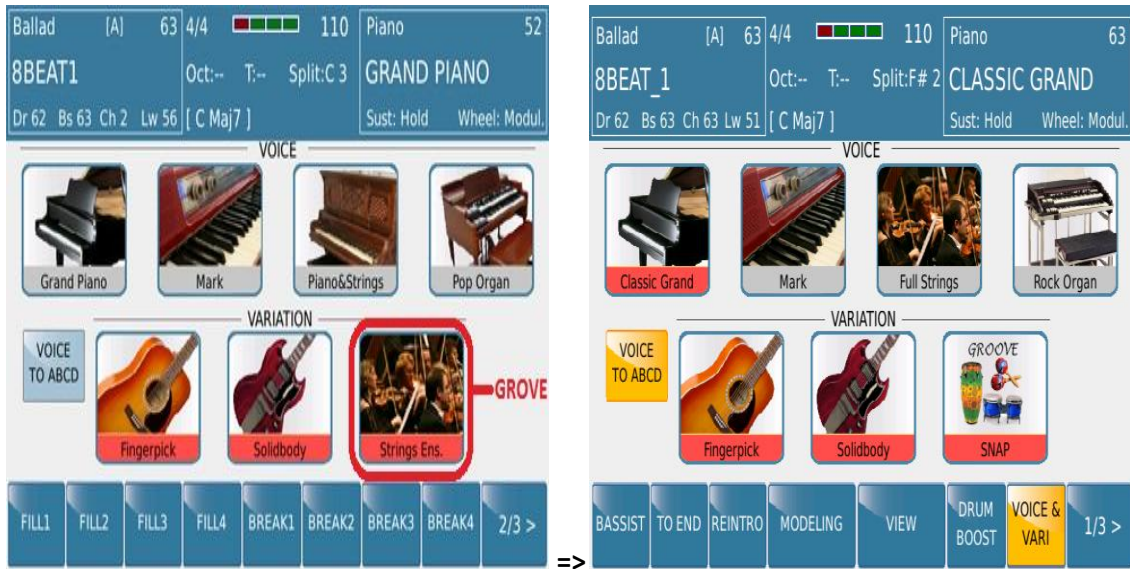 Ballad [A] 63 4/4 110 Piano 52
8BEAT1 Oct:-- T:-- Split:C 3 GRAND PIANO
Dr 62 Bs 63 Ch 2 Lw 56 [ C Maj7 ] Sust: Hold Wheel: Modul.
VOICE
Grand Piano Mark Piano&Strings Pop Organ
VARIATION
VOICE
TO ABCD
GROVE
Fingerpick Solidbody Strings Ens.
FILL1 FILL2 FILL3 FILL4 BREAK1 BREAK2 BREAK3 BREAK4 2/3 >
=>
Ballad [A] 63 4/4 110 Piano 63
8BEAT_1 Oct:-- T:-- Split:F# 2 CLASSIC GRAND
Dr 62 Bs 63 Ch 63 Lw 51 [ C Maj7 ] Sust: Hold Wheel: Modul.
VOICE
Classic Grand Mark Full Strings Rock Organ
VARIATION
VOICE
TO ABCD
GROOVE
Fingerpick Solidbody SNAP
BASSIST TO END REINTRO MODELING VIEW DRUM BOOST VOICE & VARI 1/3 >